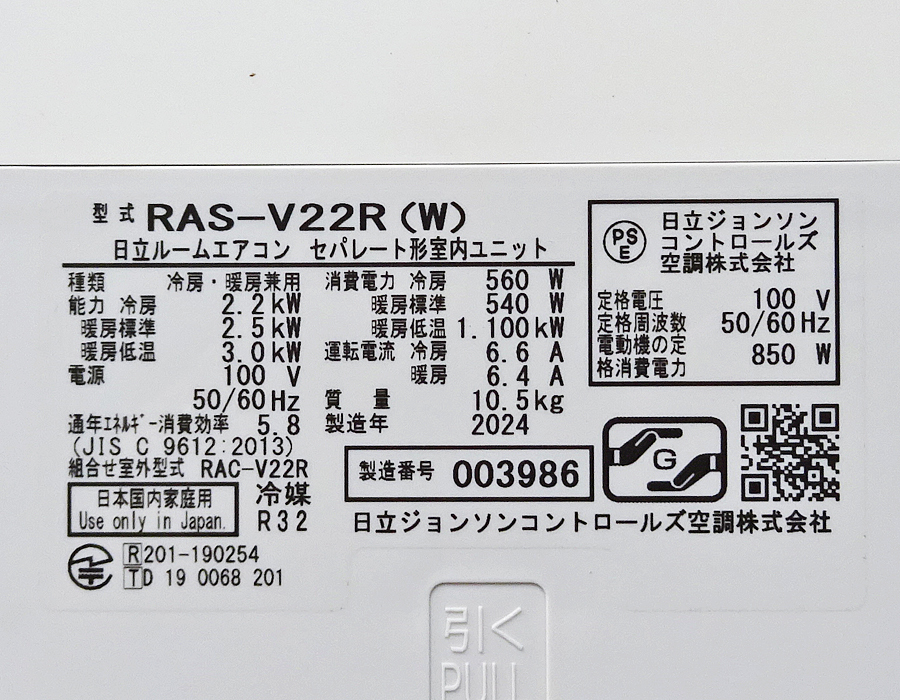 型式 RAS-V22R(W)
日立ルームエアコン セパレート形室内ユニット
種類 冷房・暖房兼用
能力 冷房 2.2kW
暖房標準 2.5kW
暖房低温 3.0kW
電源 100 V
50/60Hz
通年エネルギー消費効率 5.8
(JIS C 9612:2013)
組合せ室外型式 RAC-V22R
日本国内家庭用
Use only in Japan.
冷媒
R32
R201-190254
TD 19 0068 201
消費電力 冷房 560 W
暖房標準 540 W
暖房低温 1.100kW
運転電流 冷房 6.6 A
暖房 6.4 A
質量 10.5kg
製造年 2024
製造番号 003986
PSE
日立ジョンソン
コントロールズ
空調株式会社
定格電圧 100 V
定格周波数 50/60Hz
電動機の定
格消費電力 850 W
G
日立ジョンソンコントロールズ空調株式会社
引く
PULL